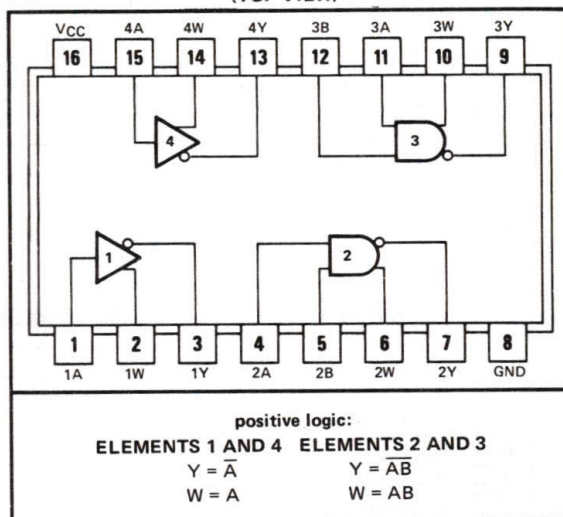 (TOP VIEW)
VCC 4A 4W 4Y 3B 3A 3W 3Y
16 15 14 13 12 11 10 9
4 3
1 2
1 2 3 4 5 6 7 8
1A 1W 1Y 2A 2B 2W 2Y GND
positive logic:
ELEMENTS 1 AND 4 ELEMENTS 2 AND 3
Y = A̅ Y = A̅B̅
W = A W = AB